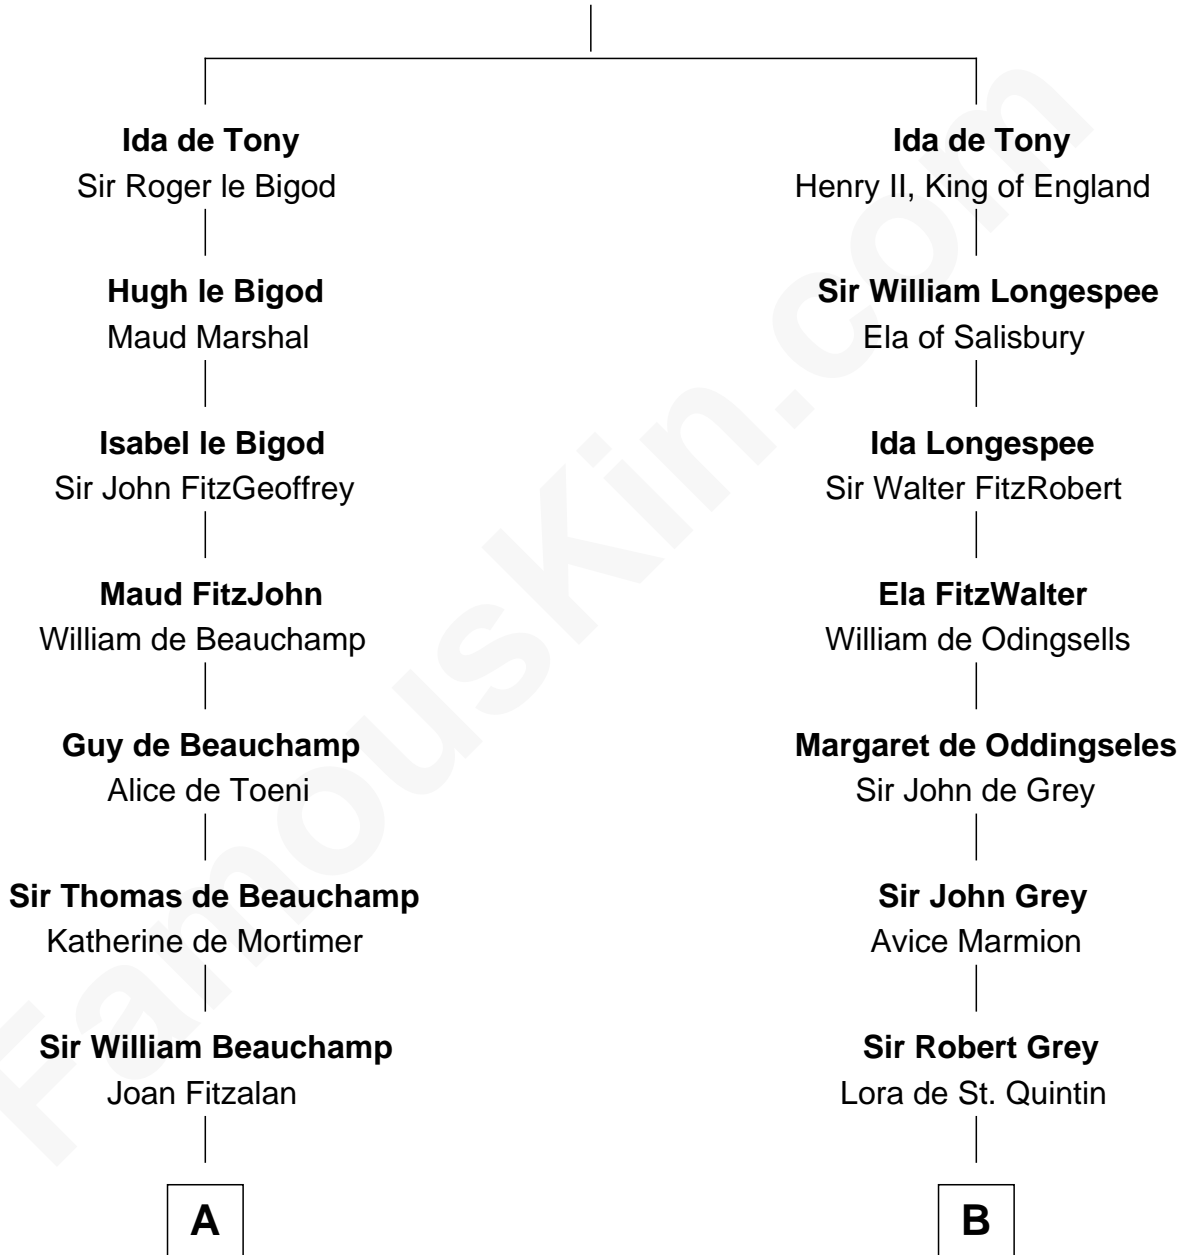 Ida de Tony
Sir Roger le Bigod
Hugh le Bigod
Maud Marshal
Isabel le Bigod
Sir John FitzGeoffrey
Maud FitzJohn
William de Beauchamp
Guy de Beauchamp
Alice de Toeni
Sir Thomas de Beauchamp
Katherine de Mortimer
Sir William Beauchamp
Joan Fitzalan
A
Ida de Tony
Henry II, King of England
Sir William Longespee
Ela of Salisbury
Ida Longespee
Sir Walter FitzRobert
Ela FitzWalter
William de Odingsells
Margaret de Oddingseles
Sir John de Grey
Sir John Grey
Avice Marmion
Sir Robert Grey
Lora de St. Quintin
B
FamousKin.com